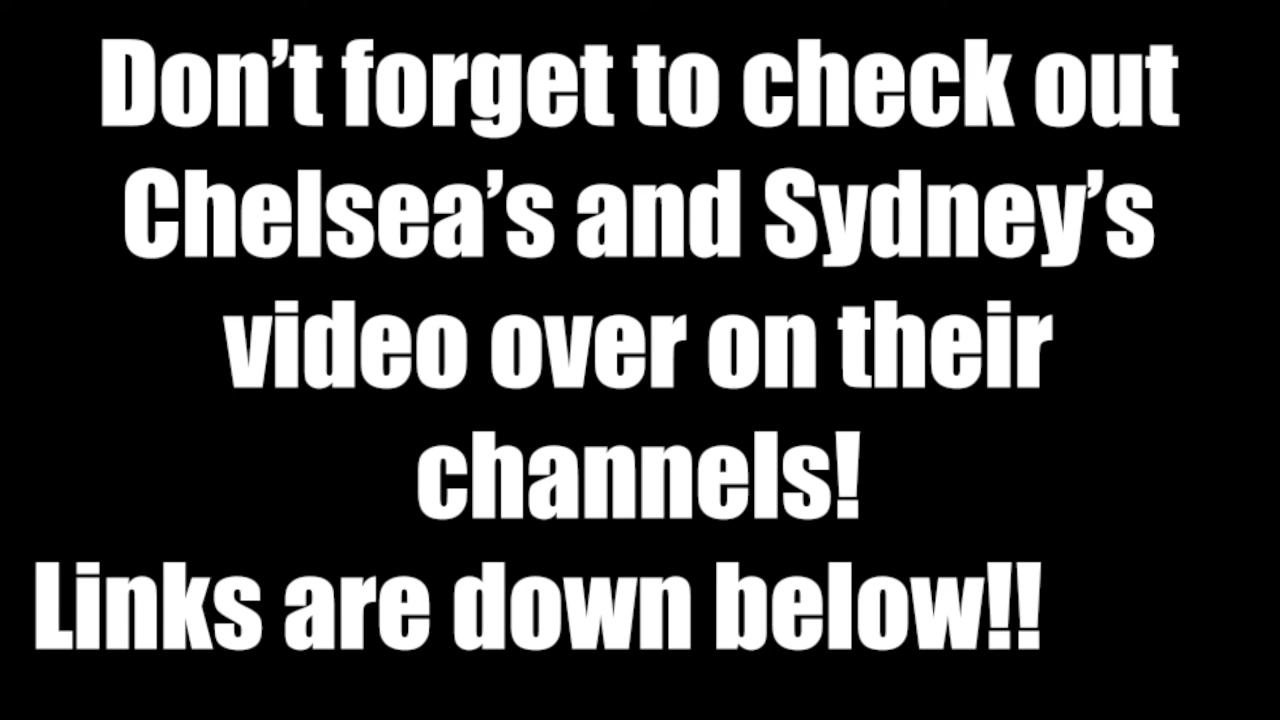 Don’t forget to check out
Chelsea’s and Sydney’s
video over on their
channels!
Links are down below!!